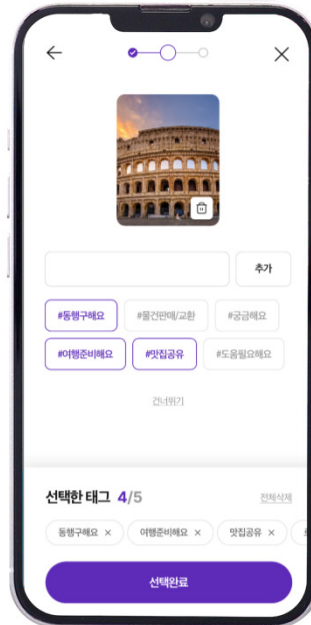 추가
#동행구해요 #물건판매/교환 #궁금해요
#여행준비해요 #맛집공유 #도움필요해요
건너뛰기
선택한 태그 4/5 전체삭제
동행구해요 × 여행준비해요 × 맛집공유 ×
선택완료